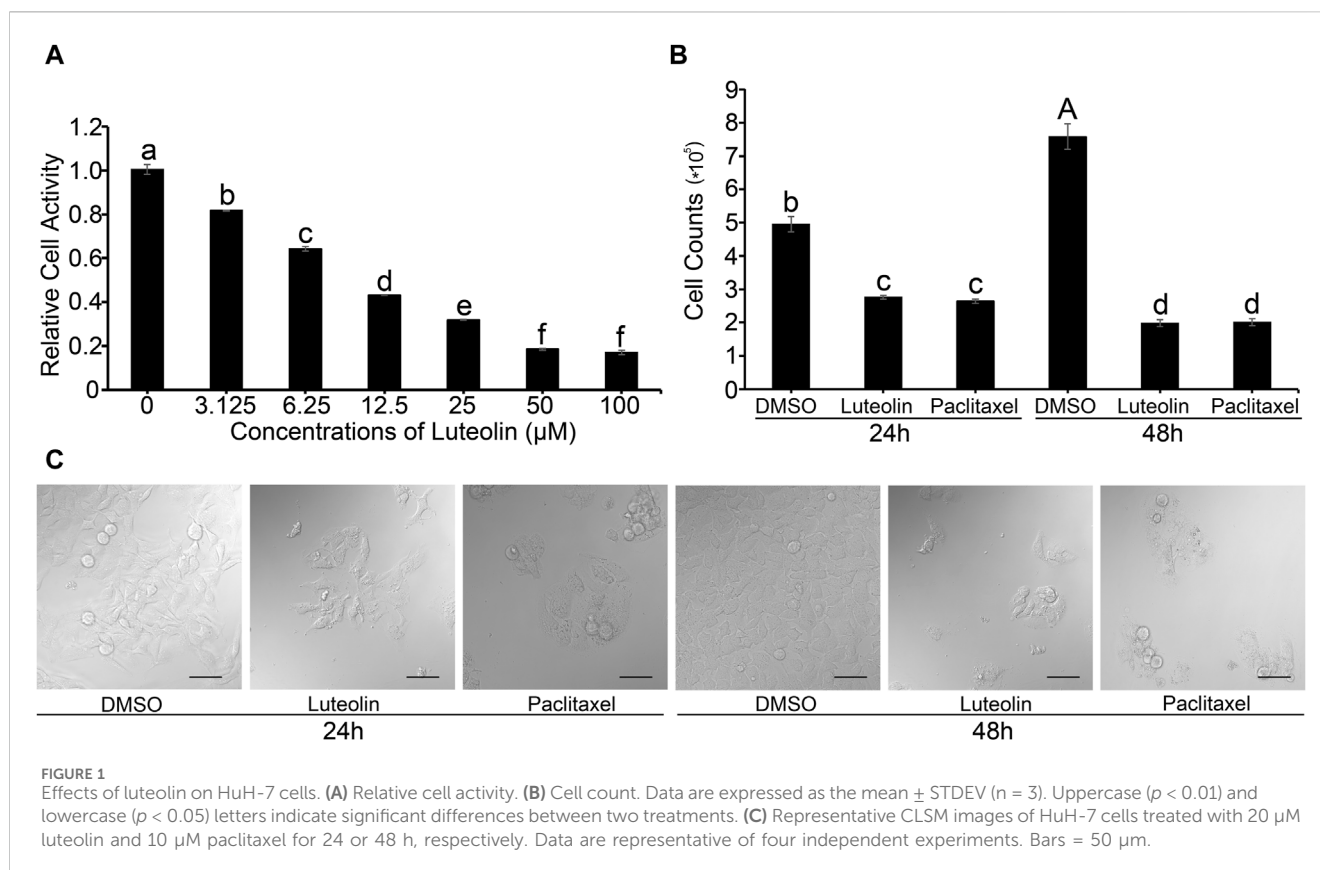 A
1.2
1.0
0.8
0.6
0.4
0.2
0
Relative Cell Activity
a
b
c
d
e
f
f
0 3.125 6.25 12.5 25 50 100
Concentrations of Luteolin (µM)
B
9
8
7
6
5
4
3
2
1
0
Cell Counts (*10⁵)
b
c
c
A
d
d
DMSO Luteolin Paclitaxel DMSO Luteolin Paclitaxel
24h 48h
C
DMSO Luteolin Paclitaxel DMSO Luteolin Paclitaxel
24h 48h
FIGURE 1
Effects of luteolin on HuH-7 cells. (A) Relative cell activity. (B) Cell count. Data are expressed as the mean ± STDEV (n = 3). Uppercase (p < 0.01) and
lowercase (p < 0.05) letters indicate significant differences between two treatments. (C) Representative CLSM images of HuH-7 cells treated with 20 µM
luteolin and 10 µM paclitaxel for 24 or 48 h, respectively. Data are representative of four independent experiments. Bars = 50 µm.